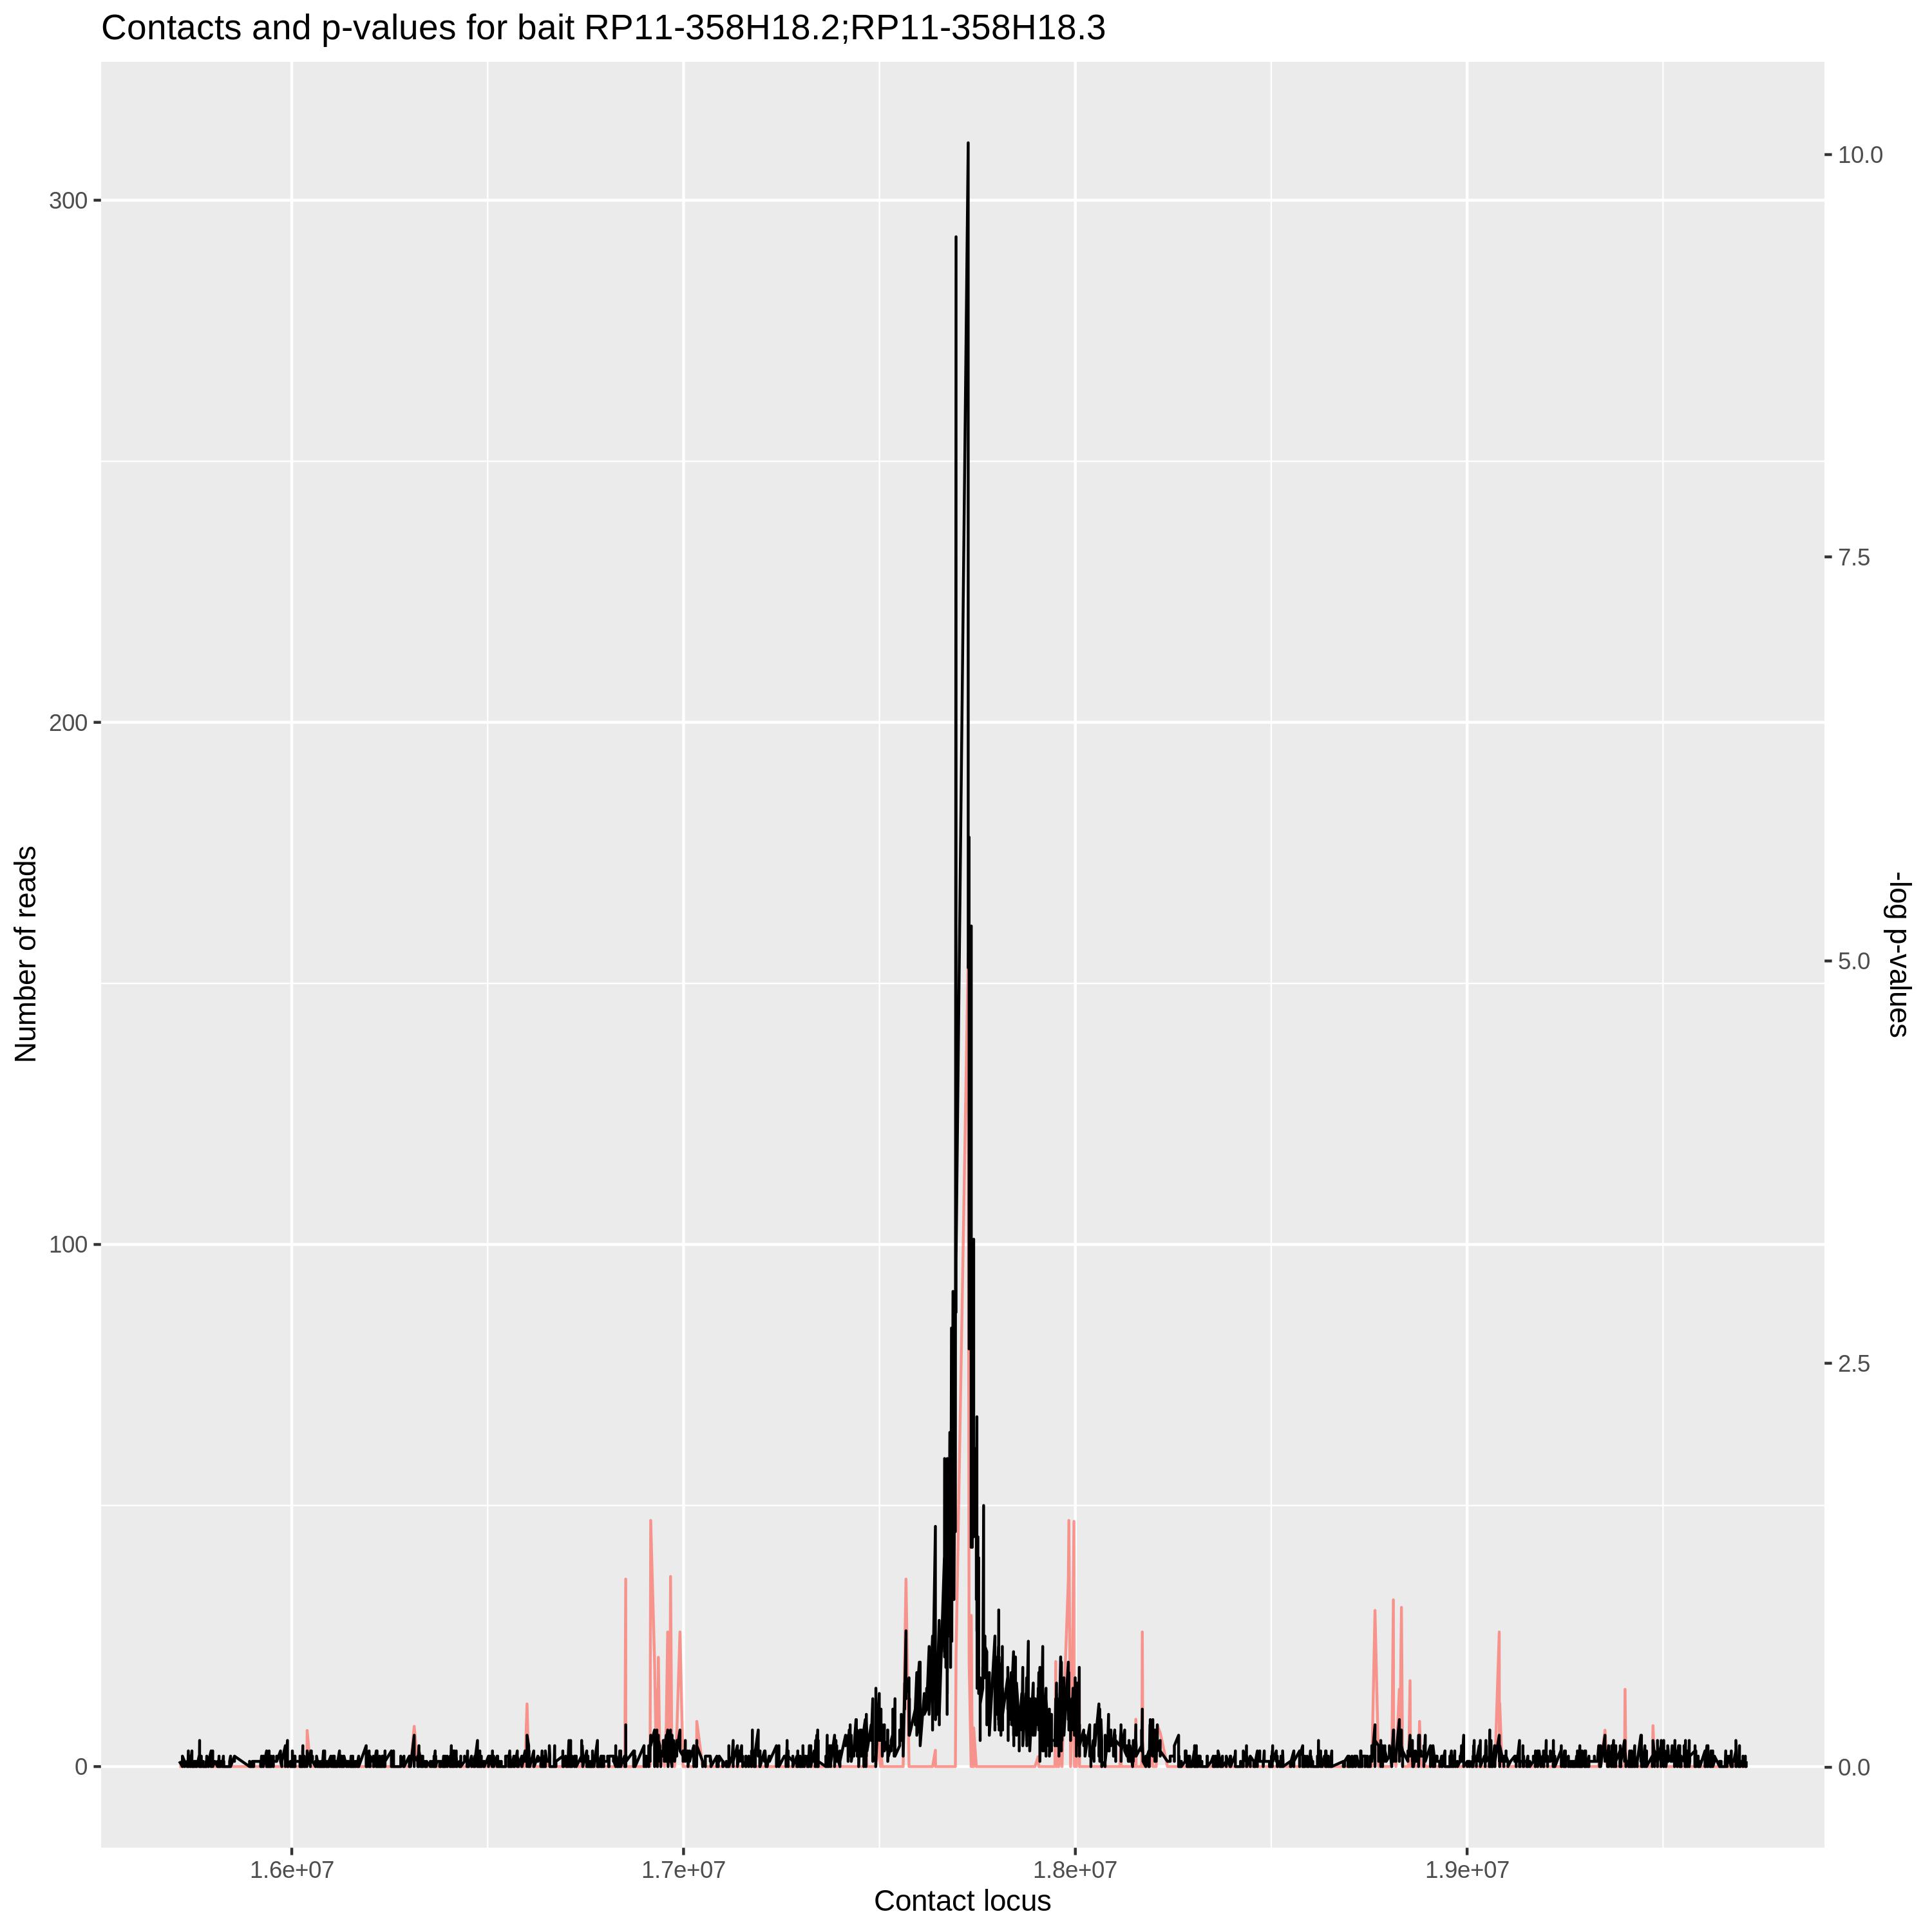 Contacts and p-values for bait RP11-358H18.2;RP11-358H18.3
300
200
100
0
Number of reads
10.0
7.5
5.0
2.5
0.0
-log p-values
1.6e+07 1.7e+07 1.8e+07 1.9e+07
Contact locus